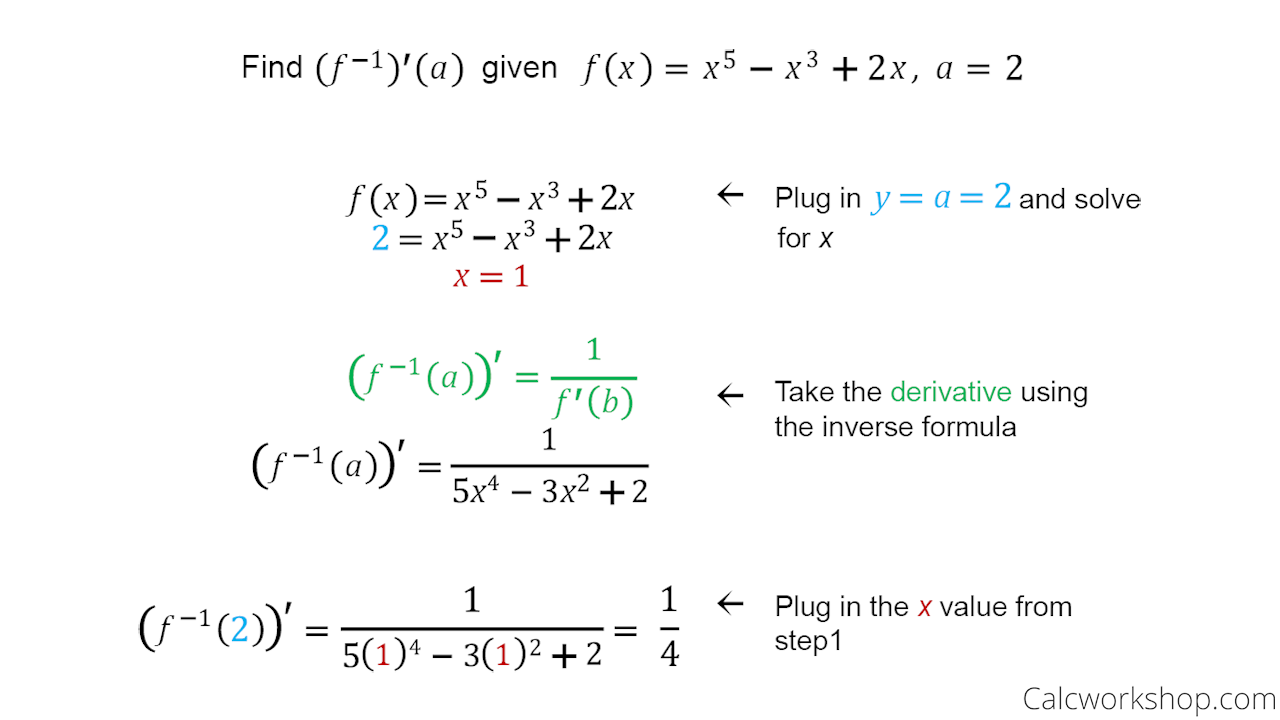 Find (f⁻¹)′(a) given f(x) = x⁵ − x³ + 2x, a = 2
f(x) = x⁵ − x³ + 2x ← Plug in y = a = 2 and solve
2 = x⁵ − x³ + 2x for x
x = 1
(f⁻¹(a))′ = 1/f′(b) ← Take the derivative using
the inverse formula
(f⁻¹(a))′ = 1/(5x⁴ − 3x² + 2)
(f⁻¹(2))′ = 1/(5(1)⁴ − 3(1)² + 2) = 1/4 ← Plug in the x value from
step1
Calcworkshop.com